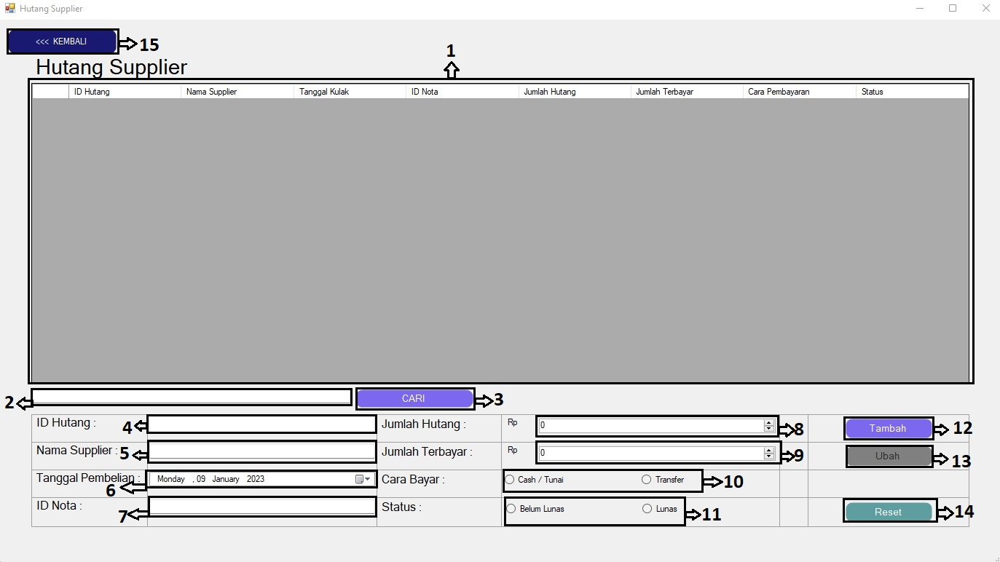 Hutang Supplier
<<< KEMBALI 15
Hutang Supplier
1
ID Hutang Nama Supplier Tanggal Kulak ID Nota Jumlah Hutang Jumlah Terbayar Cara Pembayaran Status
2 CARI 3
ID Hutang : 4 Jumlah Hutang : Rp 0 8 Tambah 12
Nama Supplier : 5 Jumlah Terbayar : Rp 0 9 Ubah 13
Tanggal Pembelian : 6 Monday , 09 January 2023 Cara Bayar : Cash / Tunai Transfer 10
ID Nota : 7 Status : Belum Lunas Lunas 11 Reset 14